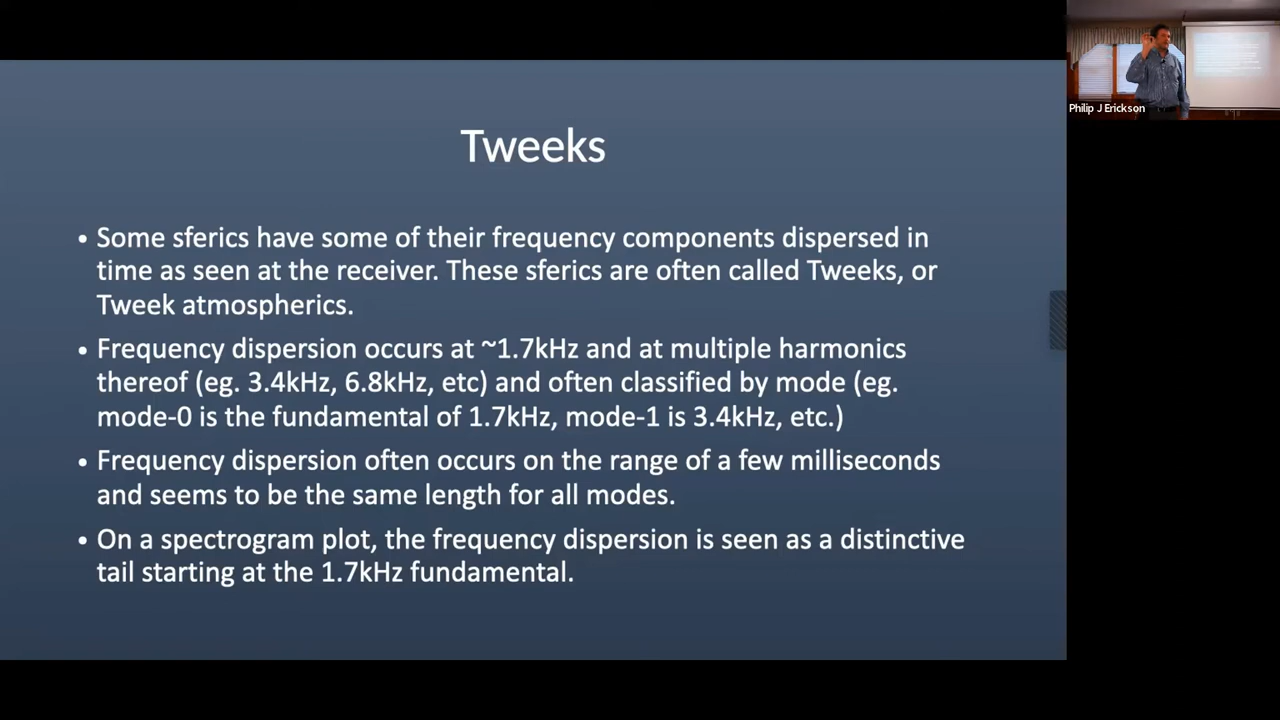 Tweeks
• Some sferics have some of their frequency components dispersed in
time as seen at the receiver. These sferics are often called Tweeks, or
Tweek atmospherics.
• Frequency dispersion occurs at ~1.7kHz and at multiple harmonics
thereof (eg. 3.4kHz, 6.8kHz, etc) and often classified by mode (eg.
mode-0 is the fundamental of 1.7kHz, mode-1 is 3.4kHz, etc.)
• Frequency dispersion often occurs on the range of a few milliseconds
and seems to be the same length for all modes.
• On a spectrogram plot, the frequency dispersion is seen as a distinctive
tail starting at the 1.7kHz fundamental.
Philip J Erickson